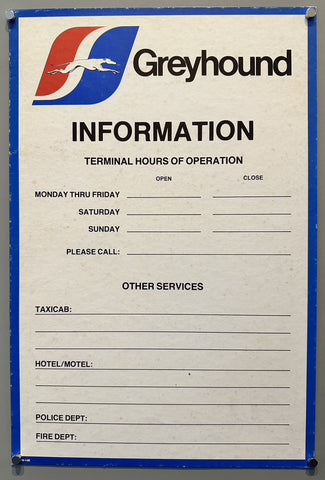 Greyhound
INFORMATION
TERMINAL HOURS OF OPERATION
OPEN CLOSE
MONDAY THRU FRIDAY
SATURDAY
SUNDAY
PLEASE CALL:
OTHER SERVICES
TAXICAB:
HOTEL/MOTEL:
POLICE DEPT:
FIRE DEPT: